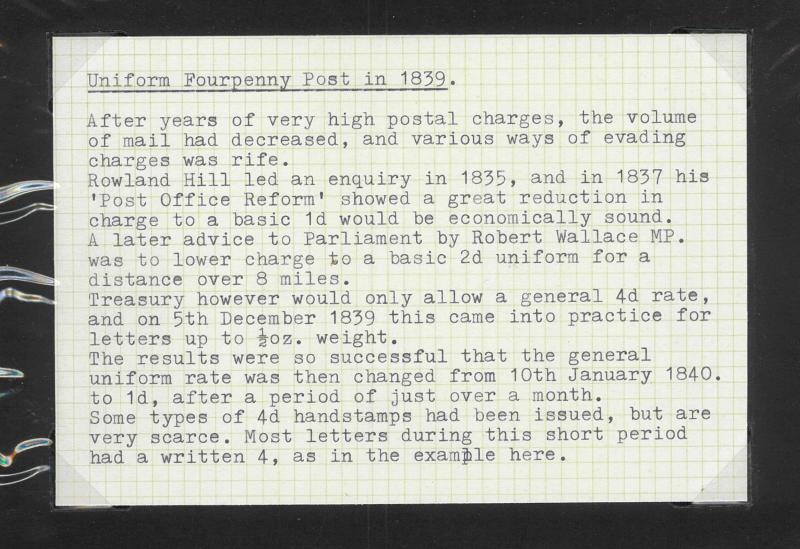 Uniform Fourpenny Post in 1839.
After years of very high postal charges, the volume
of mail had decreased, and various ways of evading
charges was rife.
Rowland Hill led an enquiry in 1835, and in 1837 his
'Post Office Reform' showed a great reduction in
charge to a basic 1d would be economically sound.
A later advice to Parliament by Robert Wallace MP.
was to lower charge to a basic 2d uniform for a
distance over 8 miles.
Treasury however would only allow a general 4d rate,
and on 5th December 1839 this came into practice for
letters up to ½oz. weight.
The results were so successful that the general
uniform rate was then changed from 10th January 1840.
to 1d, after a period of just over a month.
Some types of 4d handstamps had been issued, but are
very scarce. Most letters during this short period
had a written 4, as in the example here.